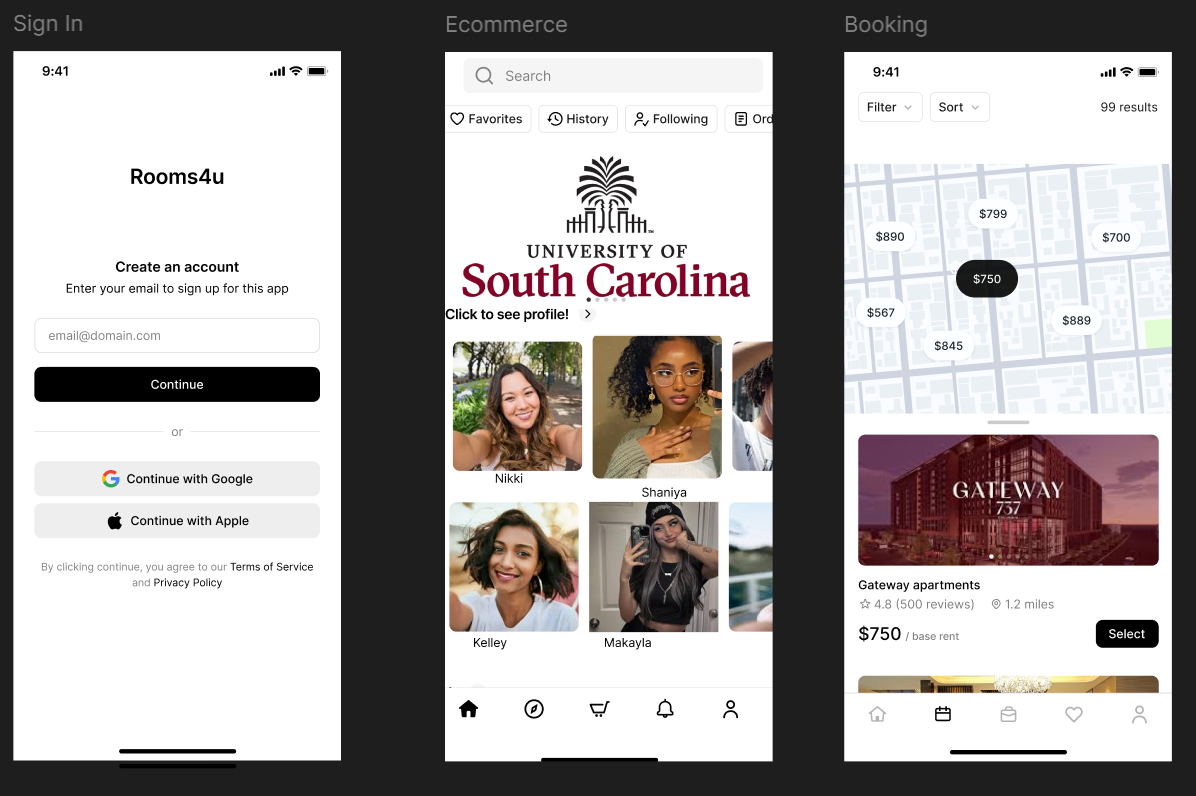 Sign In
9:41
Rooms4u
Create an account
Enter your email to sign up for this app
email@domain.com
Continue
or
Continue with Google
Continue with Apple
By clicking continue, you agree to our Terms of Service
and Privacy Policy
Ecommerce
Search
Favorites
History
Following
Ord
UNIVERSITY OF
South Carolina
Click to see profile!
Nikki
Shaniya
Kelley
Makayla
Booking
9:41
Filter
Sort
99 results
$799
$890
$700
$750
$567
$889
$845
GATEWAY
737
Gateway apartments
4.8 (500 reviews)
1.2 miles
$750 / base rent
Select